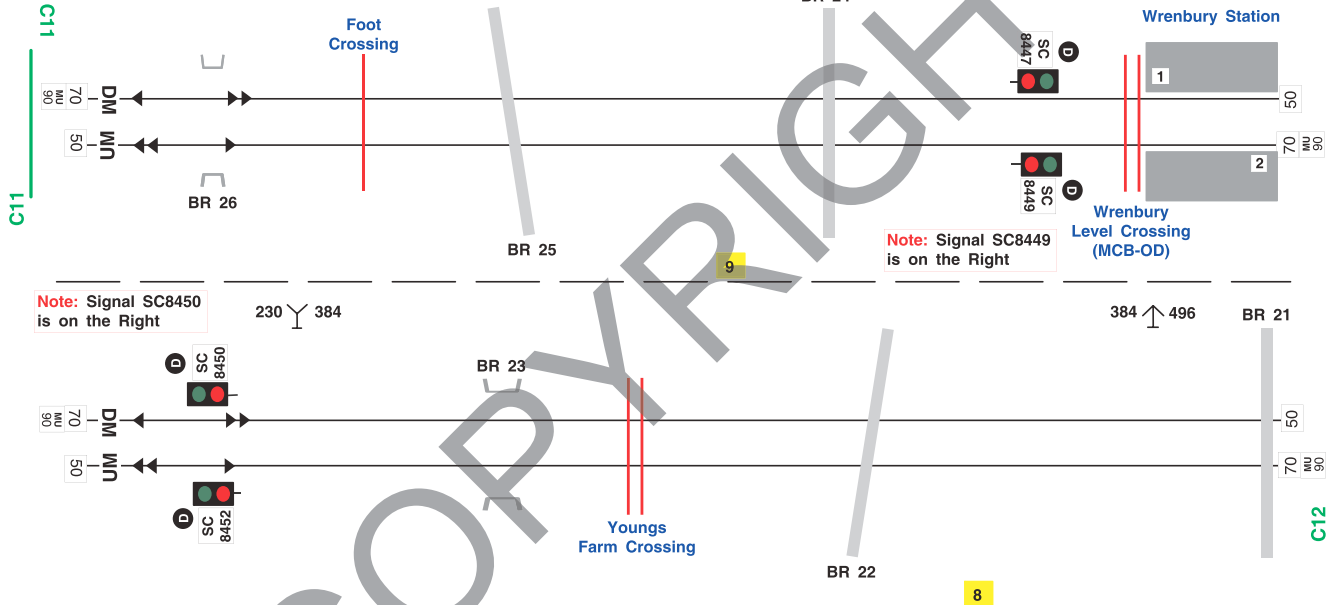 C11
Foot
Crossing
Wrenbury Station
SC
8447
D
1
70
MU
90
DM
50
50
UM
70
MU
90
2
SC
8449
D
C11
BR 26
BR 25
Wrenbury
Level Crossing
(MCB-OD)
Note: Signal SC8449
is on the Right
9
Note: Signal SC8450
is on the Right
230
384
384
496
BR 21
D
SC
8450
BR 23
70
MU
90
DM
50
50
UM
70
MU
90
D
SC
8452
Youngs
Farm Crossing
C12
BR 22
8
COPYRIGH